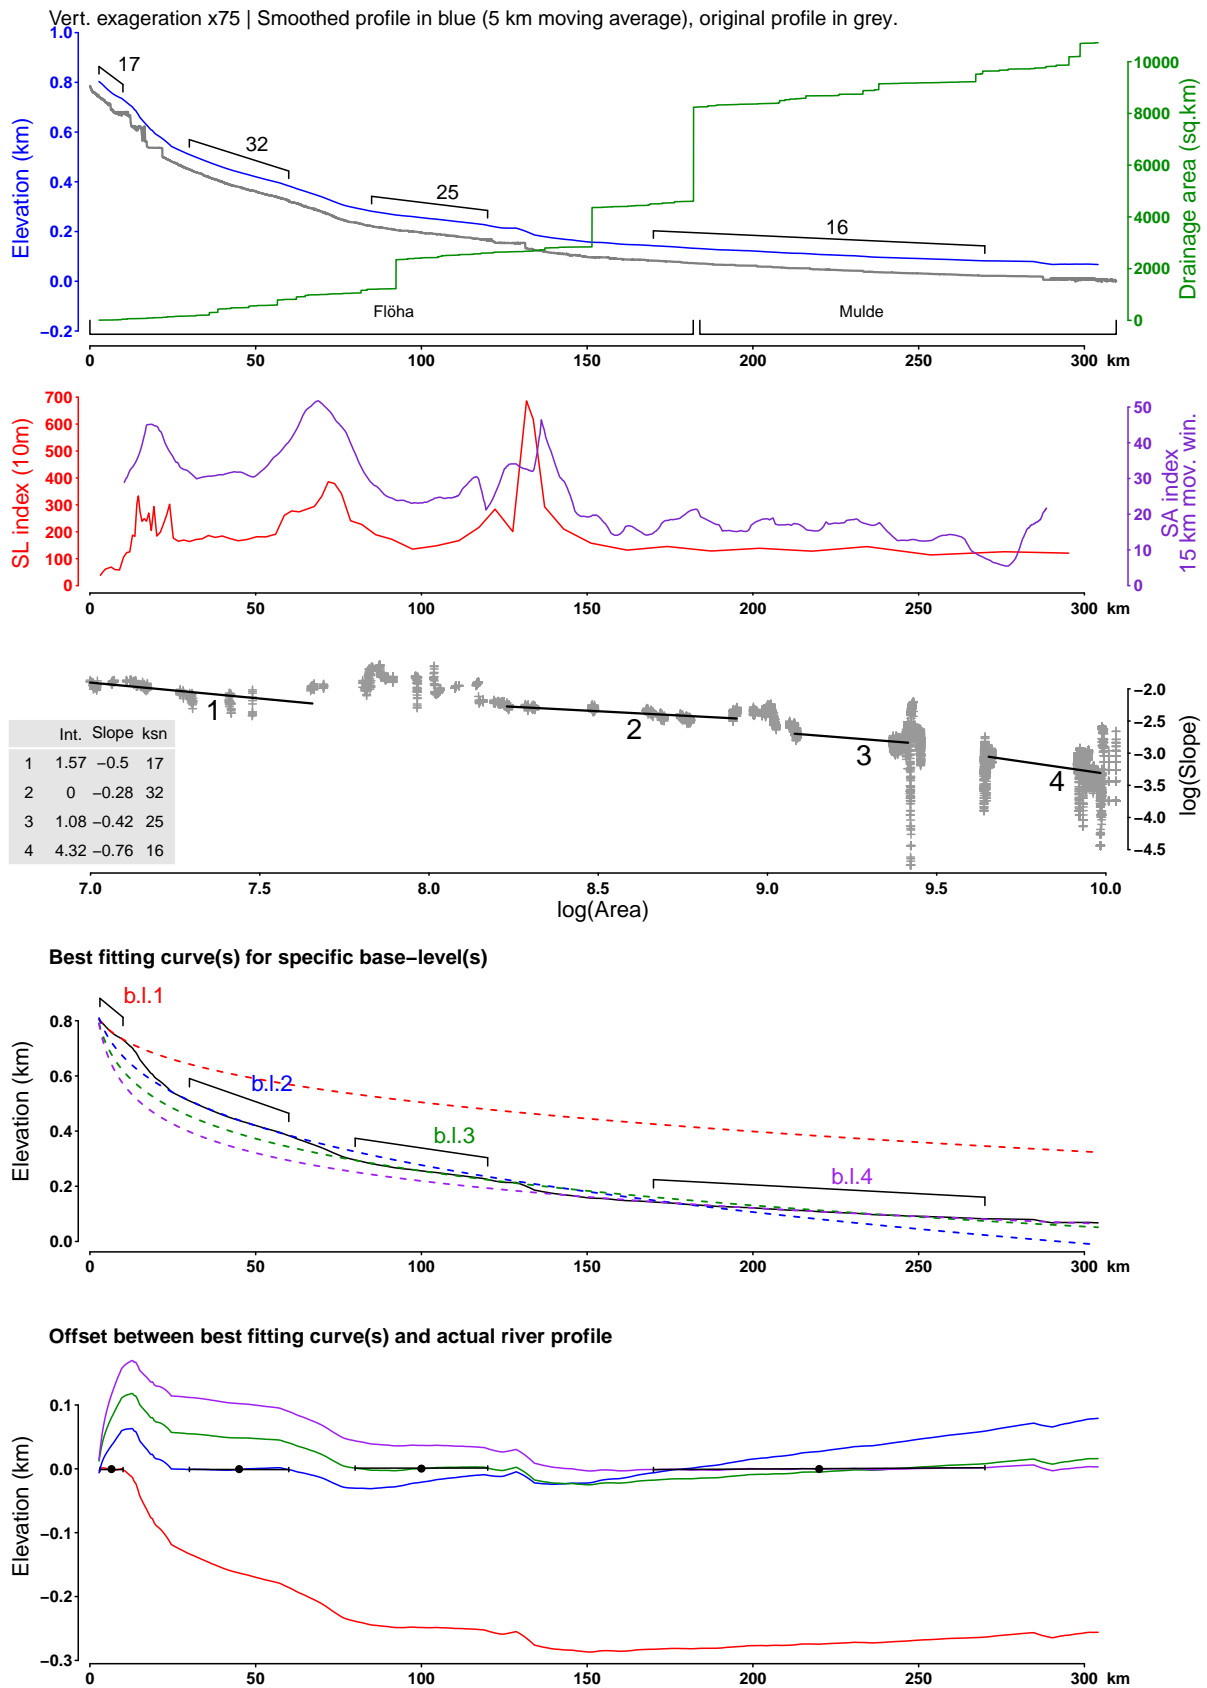 Vert. exageration x75 | Smoothed profile in blue (5 km moving average), original profile in grey.
1.0
0.8
0.6
0.4
0.2
0.0
−0.2
Elevation (km)
17
32
25
16
Flöha
Mulde
10000
8000
6000
4000
2000
0
Drainage area (sq.km)
0 50 100 150 200 250 300 km
700
600
500
400
300
200
100
0
SL index (10m)
50
40
30
20
10
0
SA index
15 km mov. win.
0 50 100 150 200 250 300 km
1
2
3
4
−2.0
−2.5
−3.0
−3.5
−4.0
−4.5
log(Slope)
Int. Slope ksn
1 1.57 −0.5 17
2 0 −0.28 32
3 1.08 −0.42 25
4 4.32 −0.76 16
7.0 7.5 8.0 8.5 9.0 9.5 10.0
log(Area)
Best fitting curve(s) for specific base−level(s)
b.l.1
b.l.2
b.l.3
b.l.4
0.8
0.6
0.4
0.2
0.0
Elevation (km)
0 50 100 150 200 250 300 km
Offset between best fitting curve(s) and actual river profile
0.1
0.0
−0.1
−0.2
−0.3
Elevation (km)
0 50 100 150 200 250 300 km